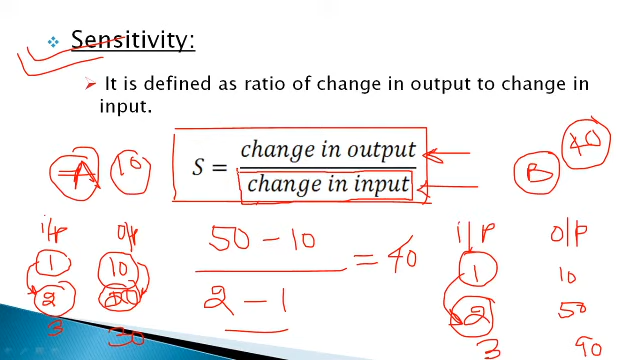 Sensitivity:
It is defined as ratio of change in output to change in
input.
S = change in output
change in input
A 10
B 40
i/p o/p
1 10
2 20
3 30
50 - 10
2 - 1
= 40
i/p o/p
1 10
2 50
3 90